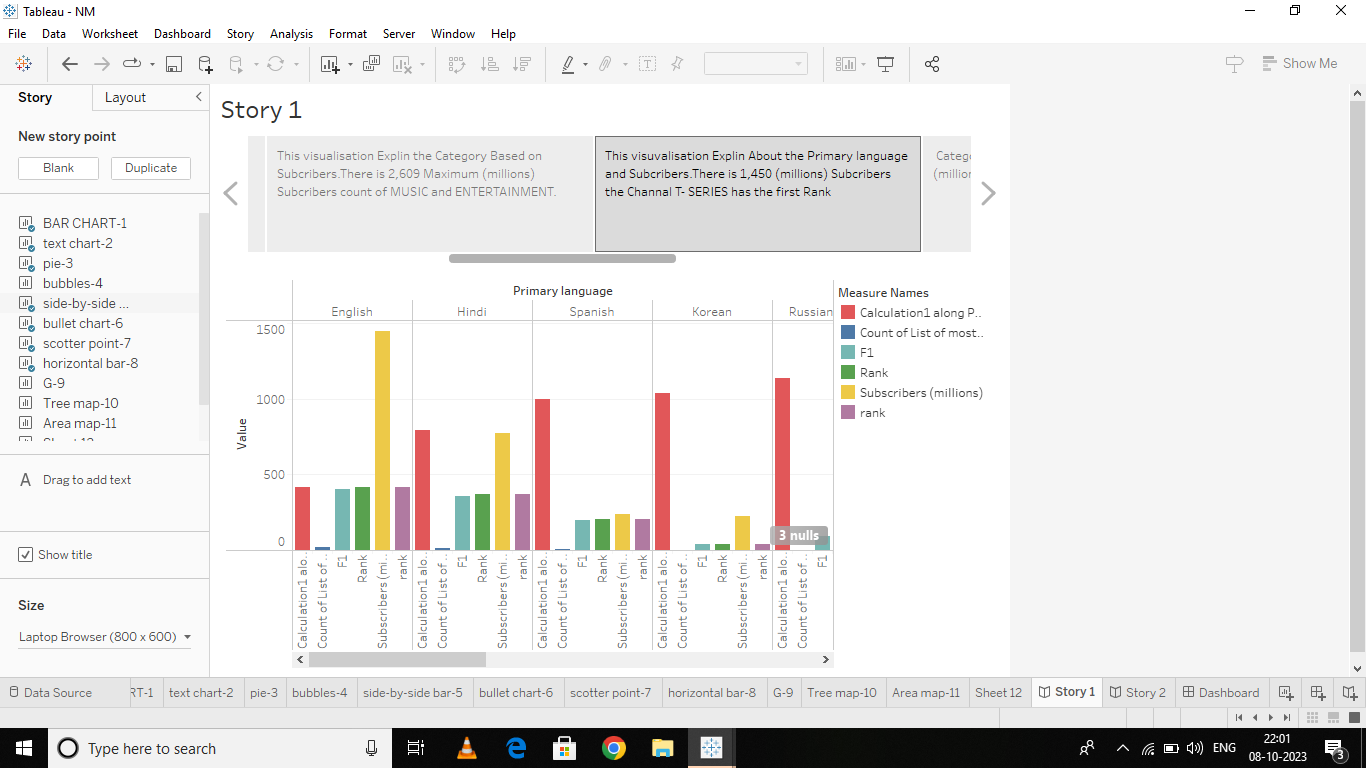 Tableau - NM
File Data Worksheet Dashboard Story Analysis Format Server Window Help
Show Me
Story Layout
New story point
Blank Duplicate
BAR CHART-1
text chart-2
pie-3
bubbles-4
side-by-side ...
bullet chart-6
scotter point-7
horizontal bar-8
G-9
Tree map-10
Area map-11
A Drag to add text
Show title
Size
Laptop Browser (800 x 600)
Story 1
This visualisation Explin the Category Based on
Subcribers.There is 2,609 Maximum (millions)
Subcribers count of MUSIC and ENTERTAINMENT.
This visuvalisation Explin About the Primary language
and Subcribers.There is 1,450 (millions) Subcribers
the Channal T- SERIES has the first Rank
Categ
(million
Primary language
English Hindi Spanish Korean Russian
Value
1500
1000
500
0
3 nulls
Calculation1 alo.. Count of List of .. F1 Rank Subscribers (mi.. rank
Calculation1 alo.. Count of List of .. F1 Rank Subscribers (mi.. rank
Calculation1 alo.. Count of List of .. F1 Rank Subscribers (mi.. rank
Calculation1 alo.. Count of List of .. F1 Rank Subscribers (mi.. rank
Calculation1 alo.. Count of List of .. F1
Measure Names
Calculation1 along P..
Count of List of most..
F1
Rank
Subscribers (millions)
rank
Data Source RT-1 text chart-2 pie-3 bubbles-4 side-by-side bar-5 bullet chart-6 scotter point-7 horizontal bar-8 G-9 Tree map-10 Area map-11 Sheet 12 Story 1 Story 2 Dashboard
Type here to search
ENG
22:01
08-10-2023
3